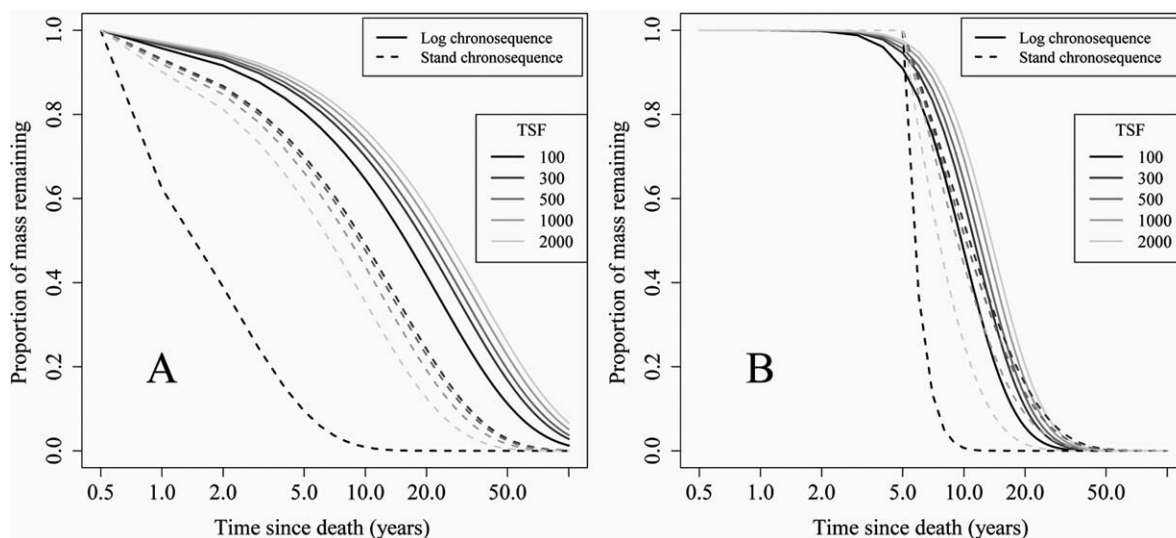 Proportion of mass remaining
1.0
0.8
0.6
0.4
0.2
0.0
Log chronosequence
Stand chronosequence
TSF
100
300
500
1000
2000
A
0.5 1.0 2.0 5.0 10.0 20.0 50.0
Time since death (years)
Proportion of mass remaining
1.0
0.8
0.6
0.4
0.2
0.0
Log chronosequence
Stand chronosequence
TSF
100
300
500
1000
2000
B
0.5 1.0 2.0 5.0 10.0 20.0 50.0
Time since death (years)